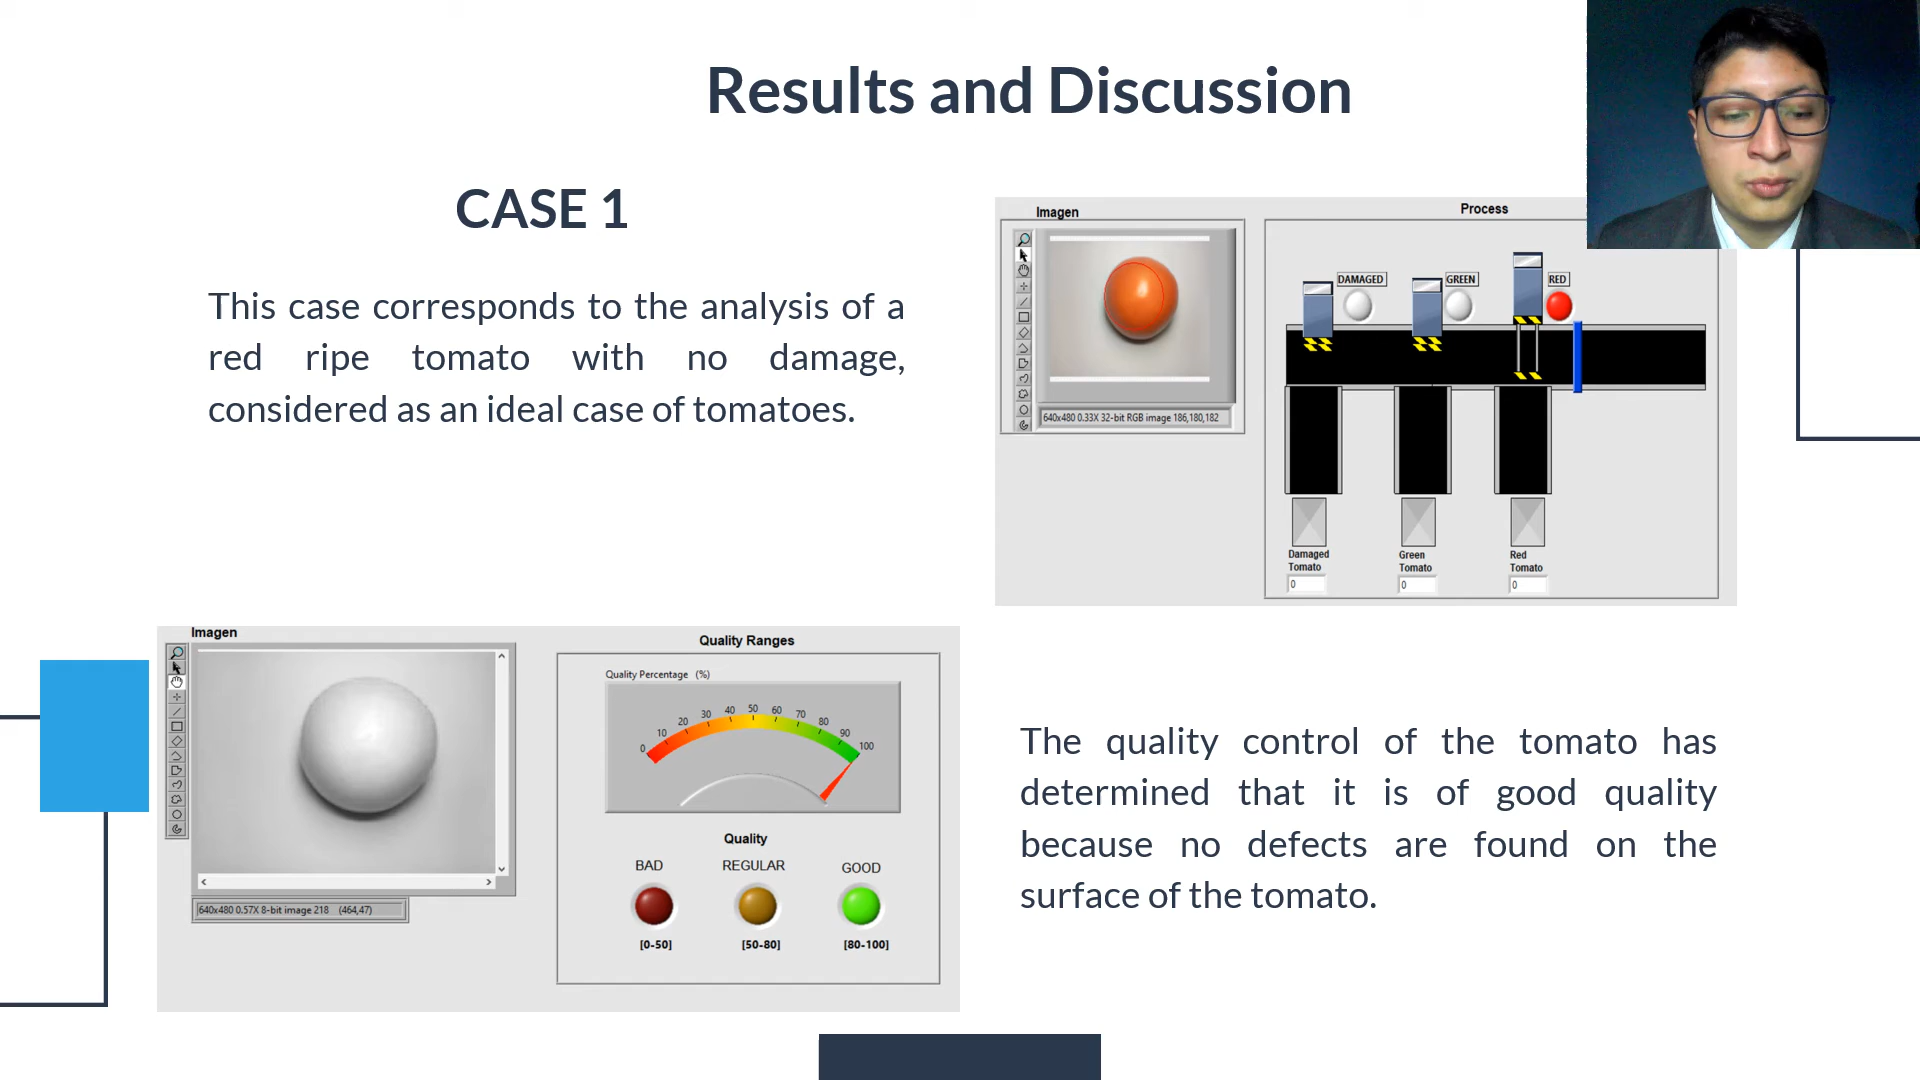 Results and Discussion
CASE 1
This case corresponds to the analysis of a
red ripe tomato with no damage,
considered as an ideal case of tomatoes.
Imagen
640x480 0.33X 32-bit RGB image 186,180,182
Process
DAMAGED
GREEN
RED
Damaged
Tomato
0
Green
Tomato
0
Red
Tomato
0
Imagen
640x480 0.57X 8-bit image 218 (464,47)
Quality Ranges
Quality Percentage (%)
0 10 20 30 40 50 60 70 80 90 100
Quality
BAD REGULAR GOOD
[0-50] [50-80] [80-100]
The quality control of the tomato has
determined that it is of good quality
because no defects are found on the
surface of the tomato.